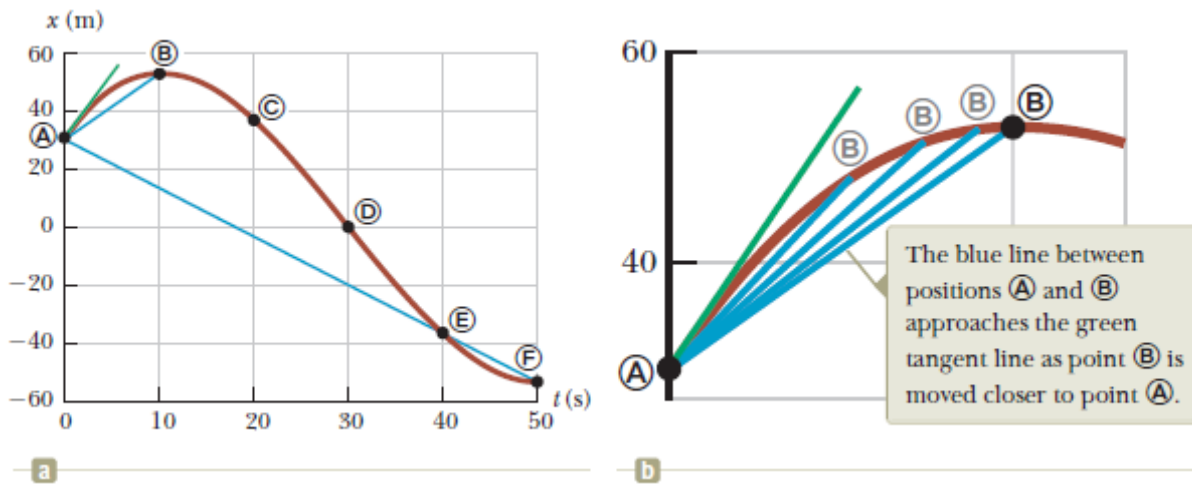 x (m)
60
40
20
0
−20
−40
−60
0 10 20 30 40 50
t (s)
Ⓐ
Ⓑ
Ⓒ
Ⓓ
Ⓔ
Ⓕ
a
60
40
Ⓐ
Ⓑ Ⓑ Ⓑ Ⓑ
The blue line between
positions Ⓐ and Ⓑ
approaches the green
tangent line as point Ⓑ is
moved closer to point Ⓐ.
b